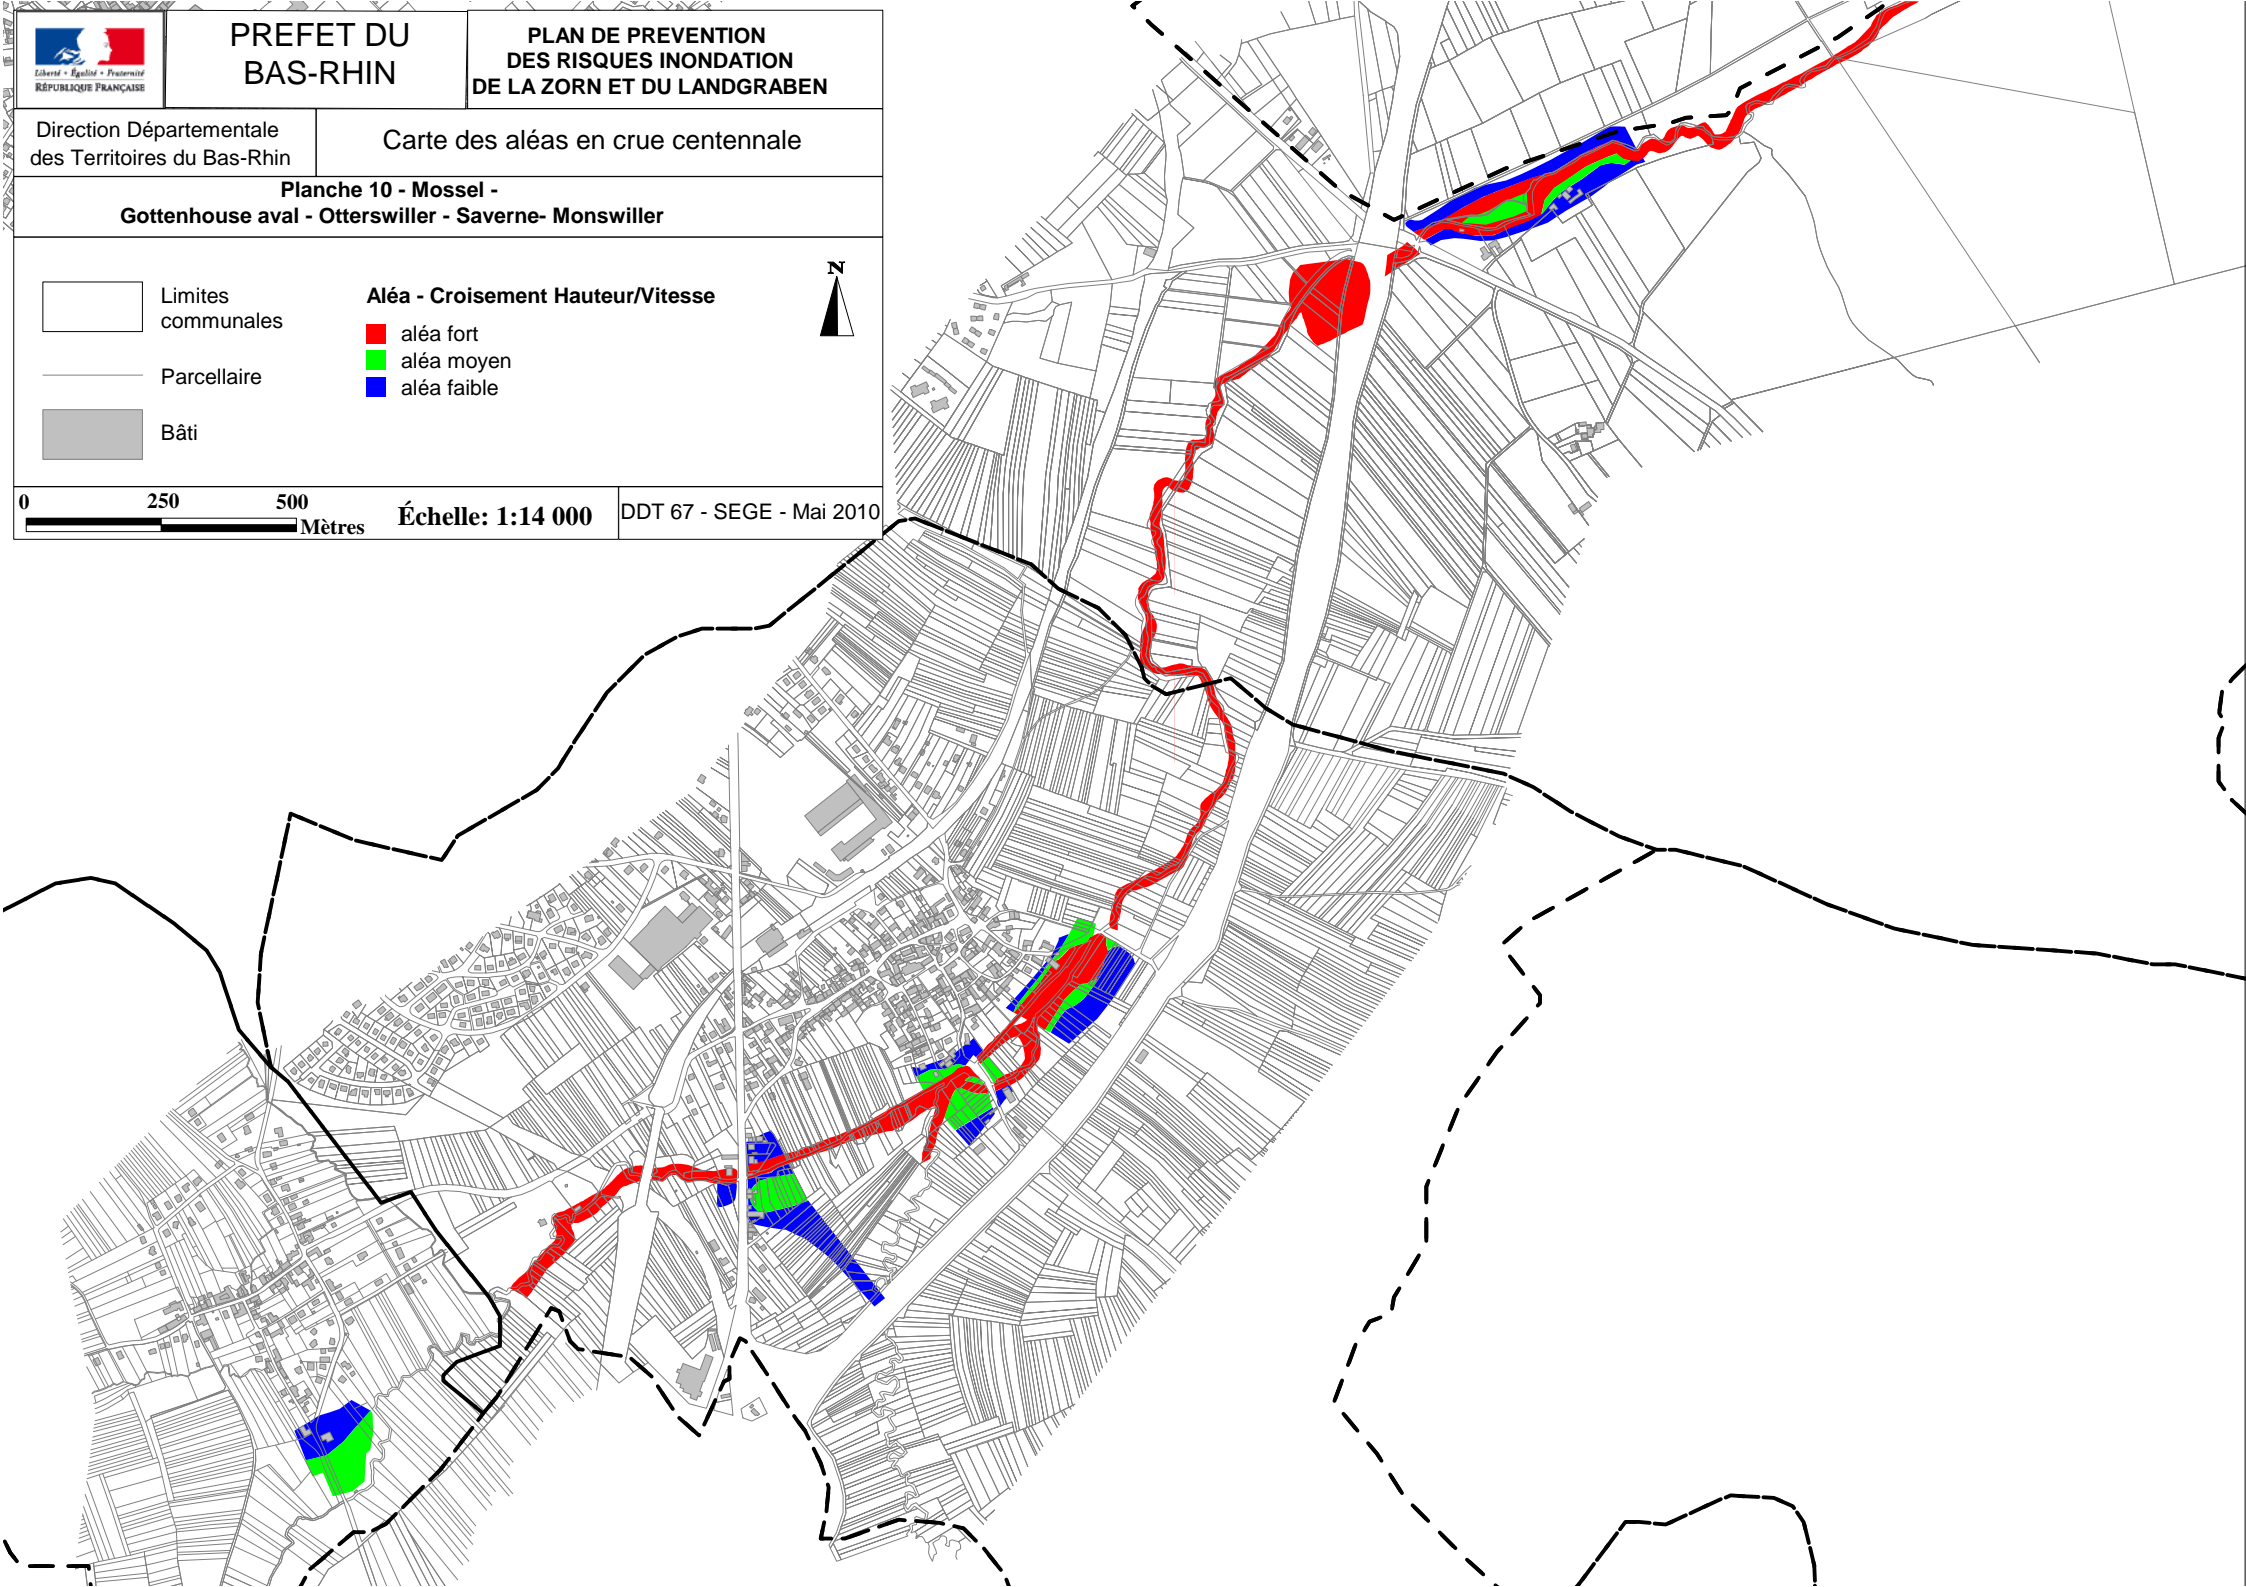 Liberté • Égalité • Fraternité
RÉPUBLIQUE FRANÇAISE
PREFET DU
BAS-RHIN
PLAN DE PREVENTION
DES RISQUES INONDATION
DE LA ZORN ET DU LANDGRABEN
Direction Départementale
des Territoires du Bas-Rhin
Carte des aléas en crue centennale
Planche 10 - Mossel -
Gottenhouse aval - Otterswiller - Saverne- Monswiller
Limites
communales
Parcellaire
Bâti
Aléa - Croisement Hauteur/Vitesse
aléa fort
aléa moyen
aléa faible
N
0 250 500
Mètres
Échelle: 1:14 000
DDT 67 - SEGE - Mai 2010